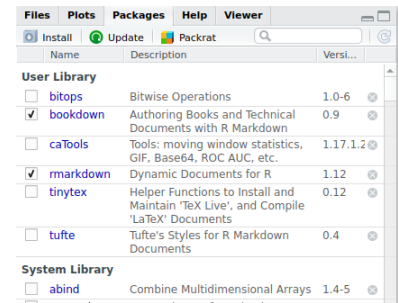 Files Plots Packages Help Viewer
Install Update Packrat
Name Description Versi...
User Library
bitops Bitwise Operations 1.0-6
bookdown Authoring Books and Technical 0.9
Documents with R Markdown
caTools Tools: moving window statistics, 1.17.1.2
GIF, Base64, ROC AUC, etc.
rmarkdown Dynamic Documents for R 1.12
tinytex Helper Functions to Install and 0.12
Maintain 'TeX Live', and Compile
'LaTeX' Documents
tufte Tufte's Styles for R Markdown 0.4
Documents
System Library
abind Combine Multidimensional Arrays 1.4-5